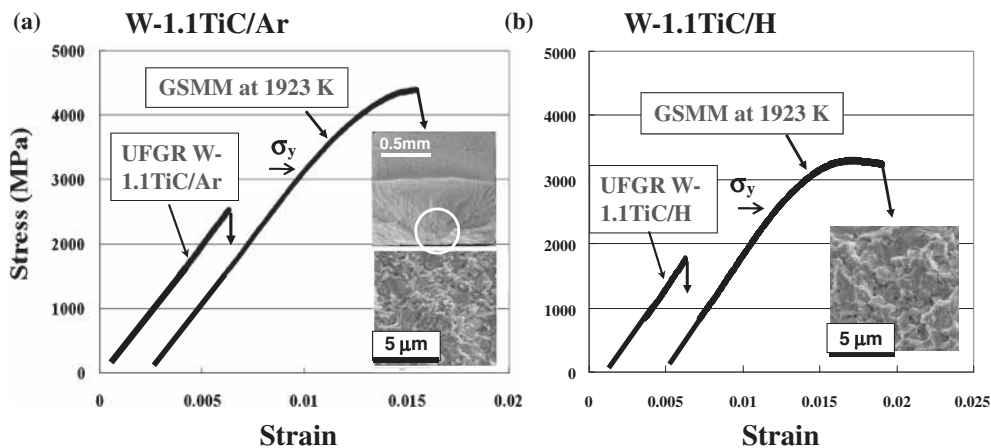 (a)
W-1.1TiC/Ar
5000
4000
3000
2000
1000
0
Stress (MPa)
GSMM at 1923 K
UFGR W-
1.1TiC/Ar
σy
0.5mm
5 μm
0
0.005
0.01
0.015
0.02
Strain
(b)
W-1.1TiC/H
5000
4000
3000
2000
1000
0
GSMM at 1923 K
UFGR W-
1.1TiC/H
σy
5 μm
0
0.005
0.01
0.015
0.02
0.025
Strain